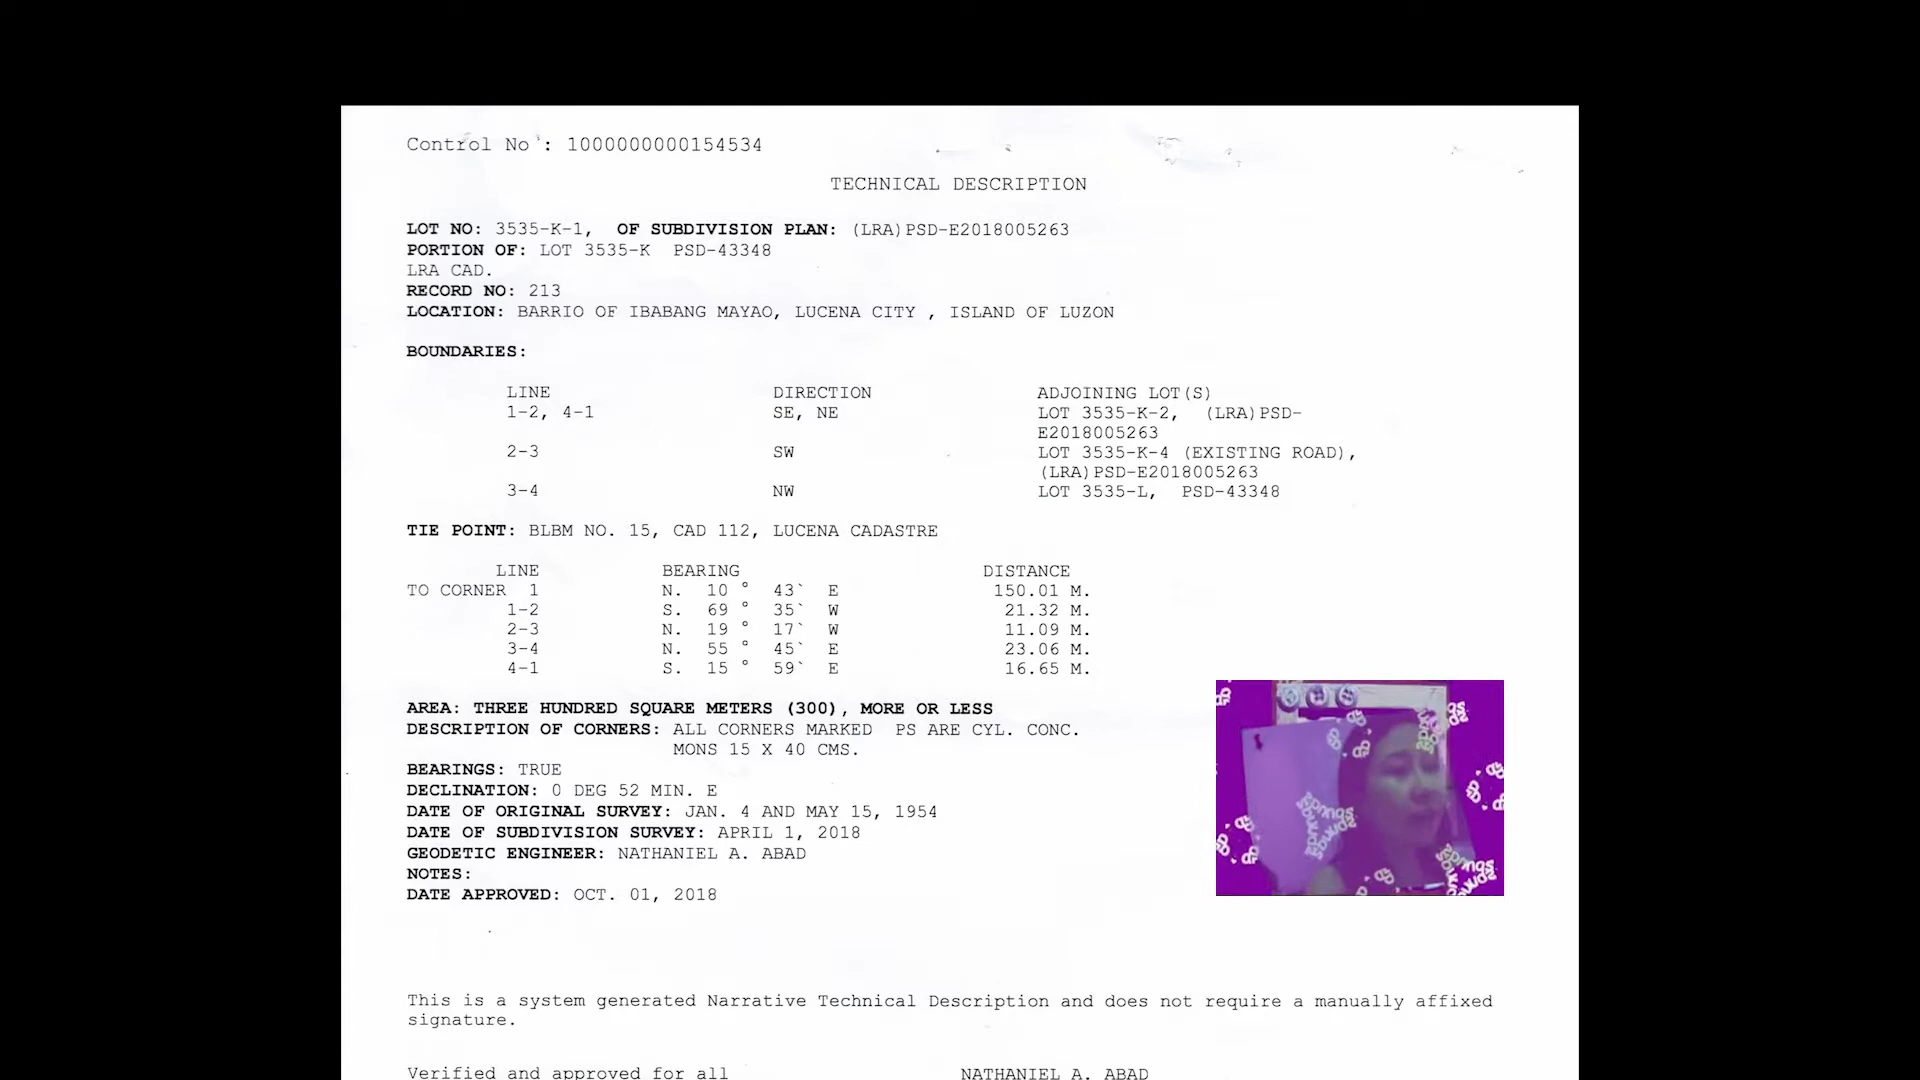 Control No : 1000000000154534
TECHNICAL DESCRIPTION
LOT NO: 3535-K-1, OF SUBDIVISION PLAN: (LRA)PSD-E2018005263
PORTION OF: LOT 3535-K PSD-43348
LRA CAD.
RECORD NO: 213
LOCATION: BARRIO OF IBABANG MAYAO, LUCENA CITY , ISLAND OF LUZON
BOUNDARIES:
LINE DIRECTION ADJOINING LOT(S)
1-2, 4-1 SE, NE LOT 3535-K-2, (LRA)PSD-
E2018005263
2-3 SW LOT 3535-K-4 (EXISTING ROAD),
(LRA)PSD-E2018005263
3-4 NW LOT 3535-L, PSD-43348
TIE POINT: BLBM NO. 15, CAD 112, LUCENA CADASTRE
LINE BEARING DISTANCE
TO CORNER 1 N. 10 ° 43` E 150.01 M.
1-2 S. 69 ° 35` W 21.32 M.
2-3 N. 19 ° 17` W 11.09 M.
3-4 N. 55 ° 45` E 23.06 M.
4-1 S. 15 ° 59` E 16.65 M.
AREA: THREE HUNDRED SQUARE METERS (300), MORE OR LESS
DESCRIPTION OF CORNERS: ALL CORNERS MARKED PS ARE CYL. CONC.
MONS 15 X 40 CMS.
BEARINGS: TRUE
DECLINATION: 0 DEG 52 MIN. E
DATE OF ORIGINAL SURVEY: JAN. 4 AND MAY 15, 1954
DATE OF SUBDIVISION SURVEY: APRIL 1, 2018
GEODETIC ENGINEER: NATHANIEL A. ABAD
NOTES:
DATE APPROVED: OCT. 01, 2018
This is a system generated Narrative Technical Description and does not require a manually affixed
signature.
Verified and approved for all NATHANIEL A. ABAD